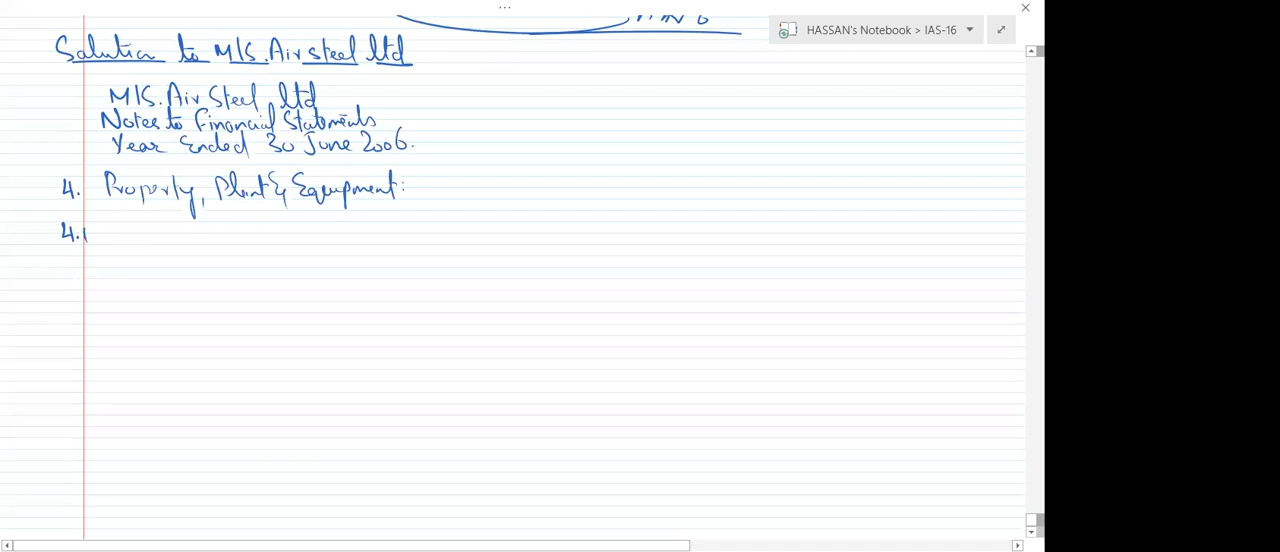 HASSAN's Notebook > IAS-16
Solution to M/S. Air steel ltd
M/S. Air Steel ltd
Notes to Financial Statements
Year Ended 30 June 2006.
4. Property, Plant & Equipment:
4.1